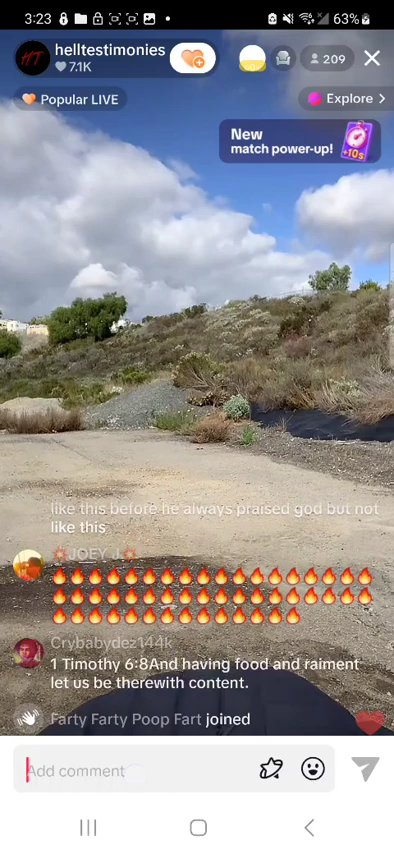 3:23
63%
HT
helltestimonies
7.1K
209
Popular LIVE
Explore >
New
match power-up!
+10s
like this before he always praised god but not
like this
JOEY J
🔥🔥🔥🔥🔥🔥🔥🔥🔥🔥🔥🔥🔥🔥🔥🔥🔥🔥
🔥🔥🔥🔥🔥🔥🔥🔥🔥🔥🔥🔥🔥🔥🔥🔥🔥🔥
🔥🔥🔥🔥🔥🔥🔥🔥🔥🔥🔥🔥🔥🔥
Crybabydez144k
1 Timothy 6:8And having food and raiment
let us be therewith content.
Farty Farty Poop Fart joined
Add comment